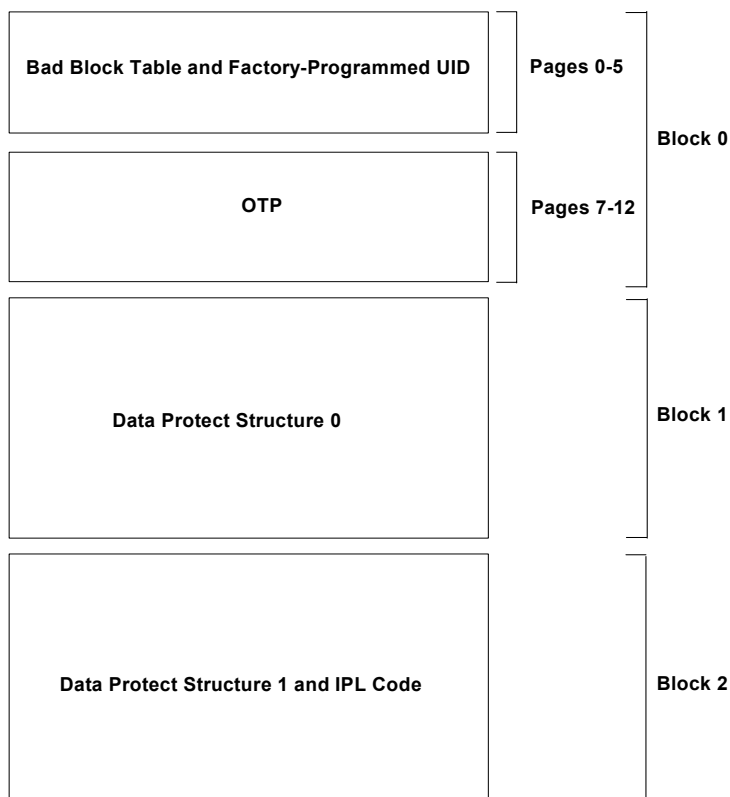 Bad Block Table and Factory-Programmed UID
Pages 0-5
Block 0
OTP
Pages 7-12
Data Protect Structure 0
Block 1
Data Protect Structure 1 and IPL Code
Block 2